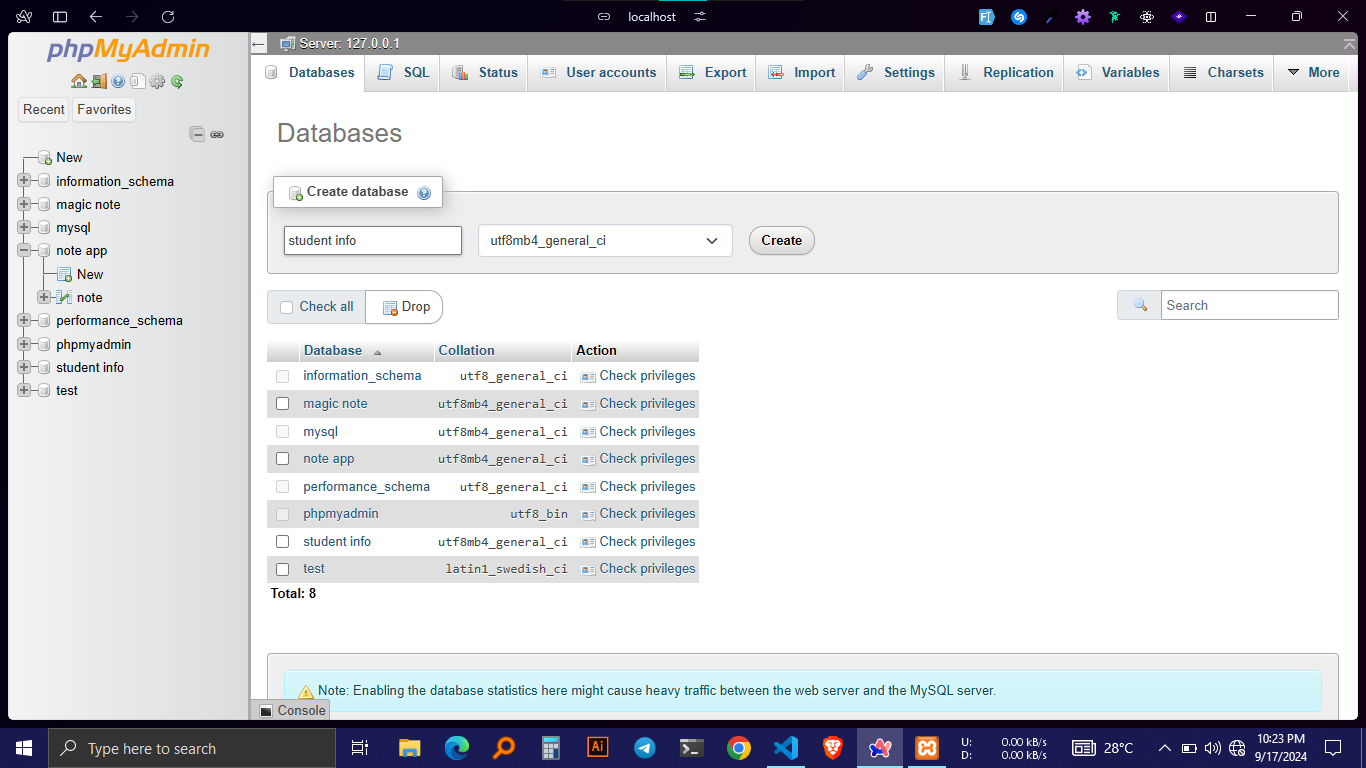 localhost
phpMyAdmin
Recent Favorites
New
information_schema
magic note
mysql
note app
New
note
performance_schema
phpmyadmin
student info
test
Server: 127.0.0.1
Databases SQL Status User accounts Export Import Settings Replication Variables Charsets More
Databases
Create database
student info utf8mb4_general_ci Create
Check all Drop Search
Database Collation Action
information_schema utf8_general_ci Check privileges
magic note utf8mb4_general_ci Check privileges
mysql utf8mb4_general_ci Check privileges
note app utf8mb4_general_ci Check privileges
performance_schema utf8_general_ci Check privileges
phpmyadmin utf8_bin Check privileges
student info utf8mb4_general_ci Check privileges
test latin1_swedish_ci Check privileges
Total: 8
Note: Enabling the database statistics here might cause heavy traffic between the web server and the MySQL server.
Console
Type here to search
Ai
U: 0.00 kB/s
D: 0.00 kB/s
28°C
10:23 PM
9/17/2024